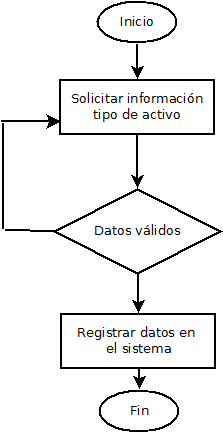 Inicio
Solicitar información
tipo de activo
Datos válidos
Registrar datos en
el sistema
Fin